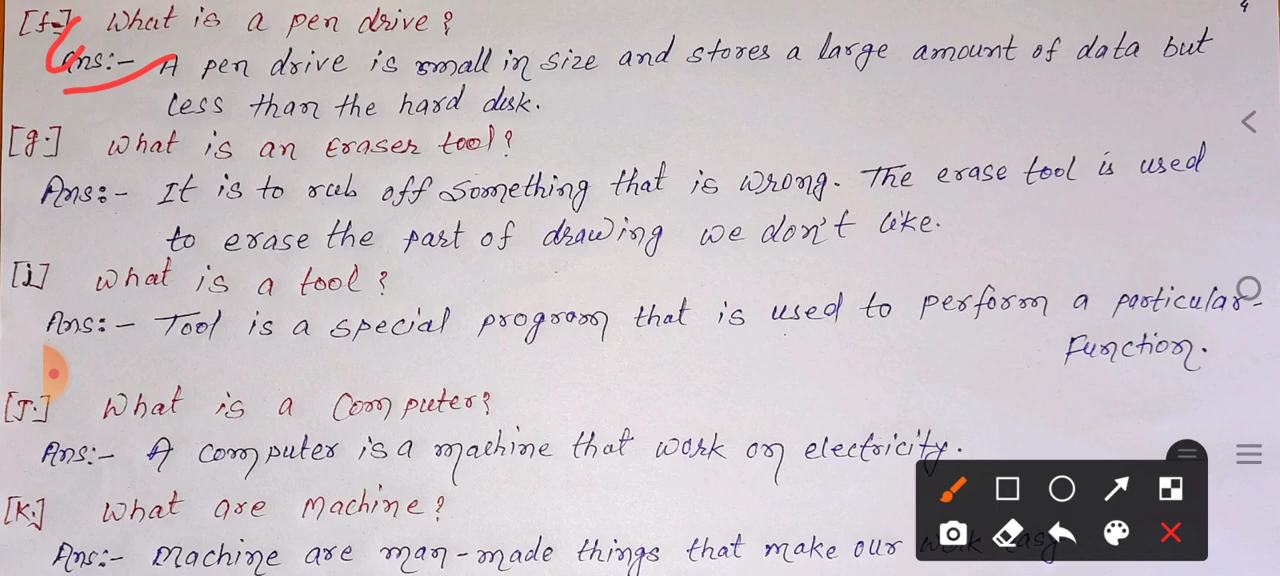 4
[f.] What is a pen drive?
Ans:- A pen drive is small in size and stores a large amount of data but
less than the hard disk.
[g.] What is an Eraser tool?
Ans:- It is to rub off something that is wrong. The erase tool is used
to erase the part of drawing we don't like.
[i] What is a tool?
Ans:- Tool is a special program that is used to perform a particular
Function.
[J.] What is a Computer?
Ans:- A computer is a machine that work on electricity.
[K.] What are Machine?
Ans:- Machine are man-made things that make our work easy